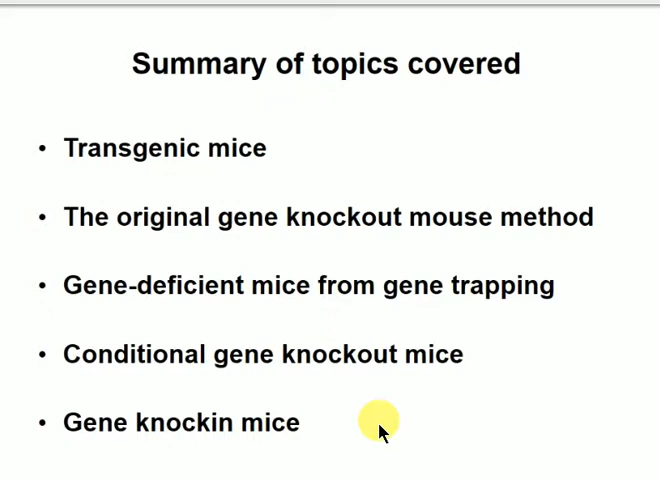 Summary of topics covered
• Transgenic mice
• The original gene knockout mouse method
• Gene-deficient mice from gene trapping
• Conditional gene knockout mice
• Gene knockin mice